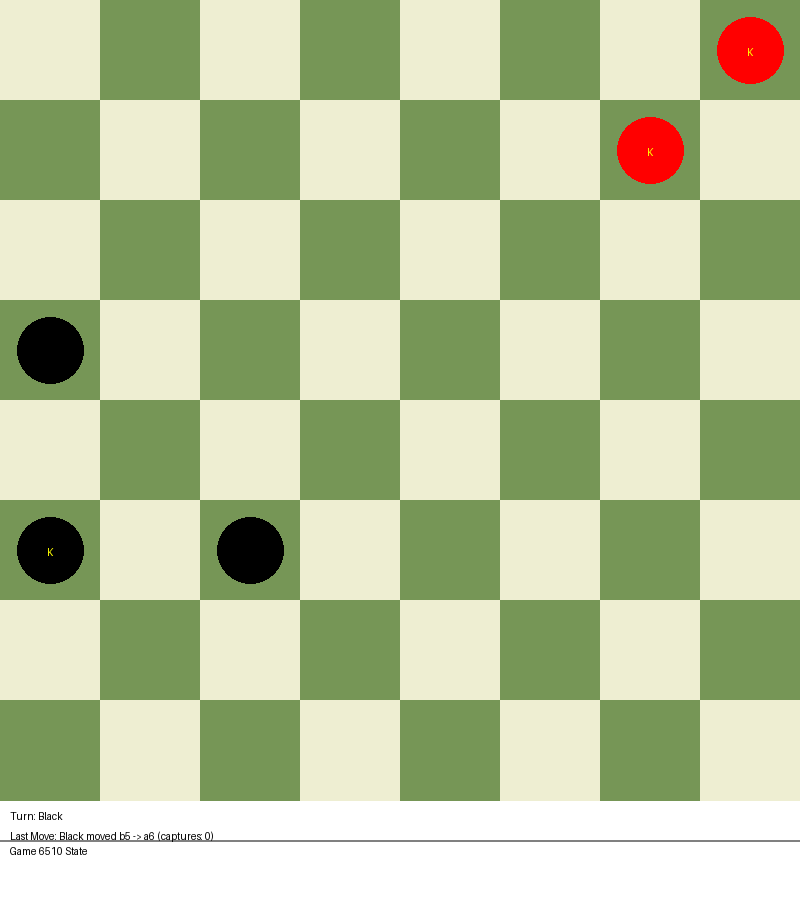 K
K
K
Turn: Black
Last Move: Black moved b5 -> a6 (captures: 0)
Game 6510 State